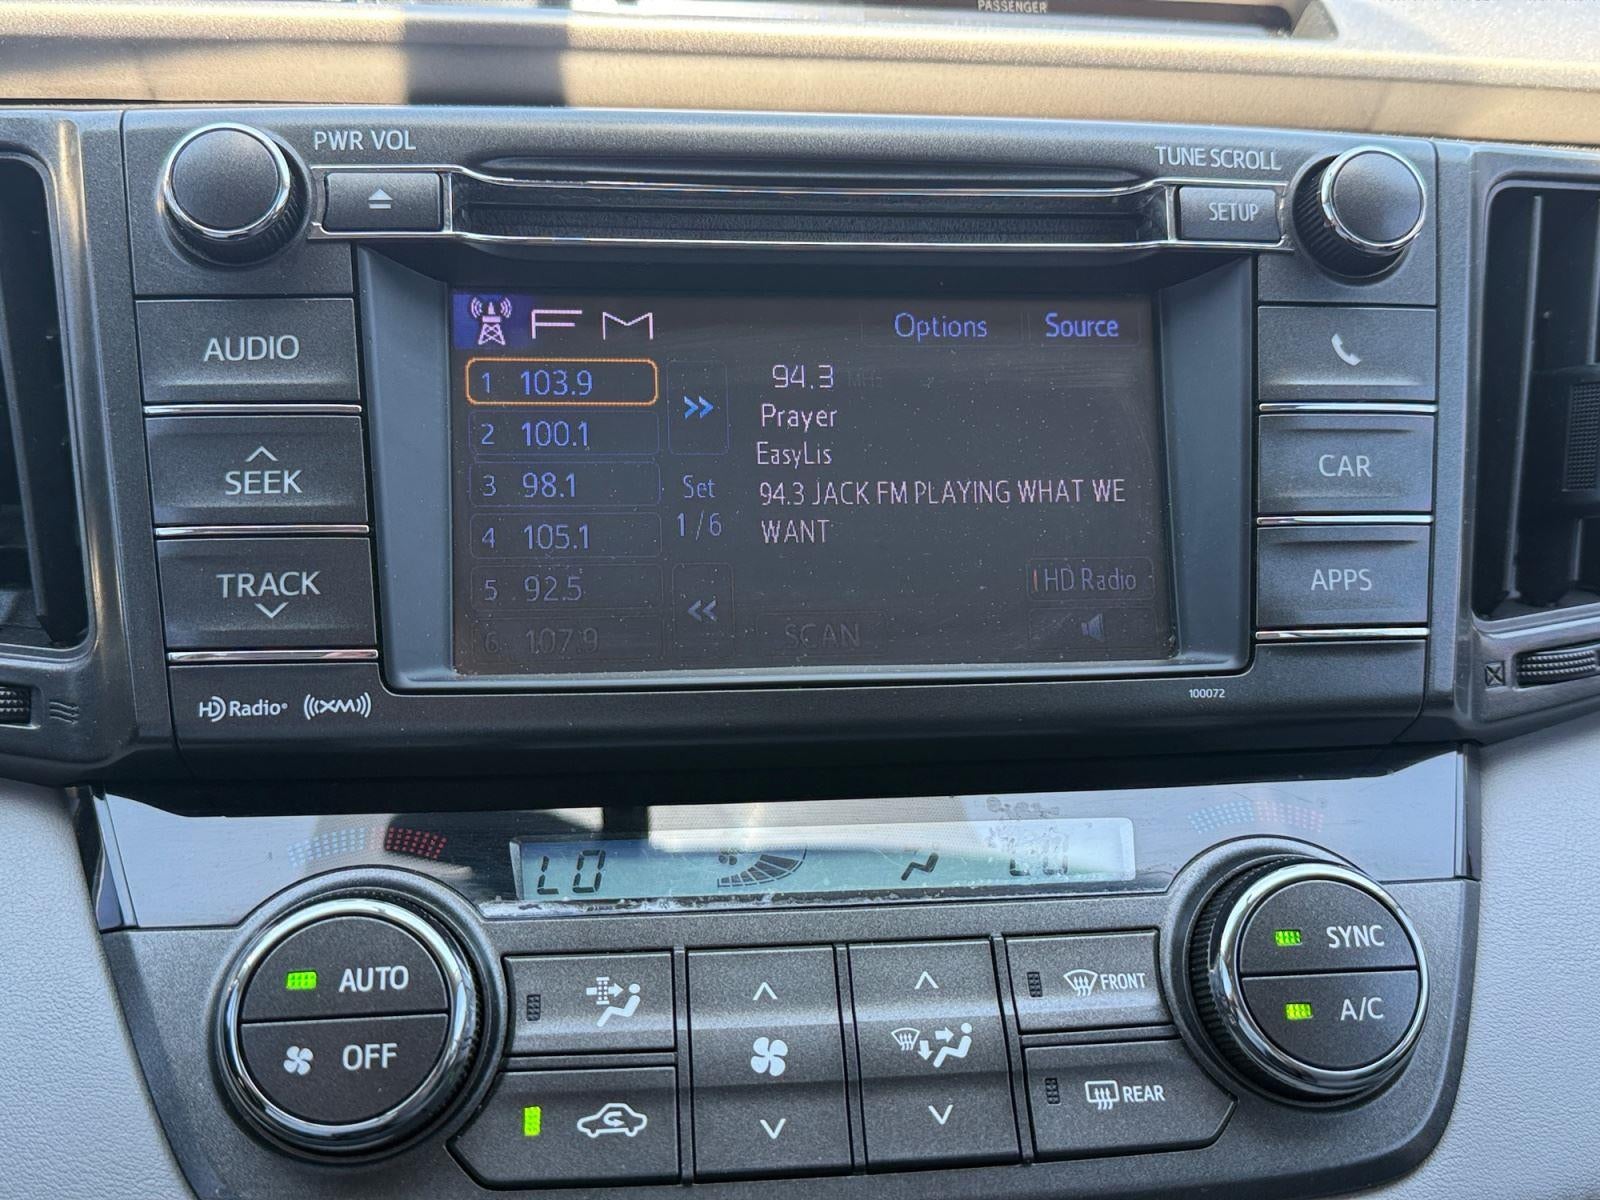 PASSENGER
PWR VOL
TUNE SCROLL
SETUP
AUDIO
SEEK
TRACK
HD Radio®
((XM))
FM
Options
Source
1 103.9
2 100.1
3 98.1
4 105.1
5 92.5
6 107.9
Set
1/6
94.3 MHz
Prayer
EasyLis
94.3 JACK FM PLAYING WHAT WE
WANT
HD Radio
SCAN
CAR
APPS
100072
LO
LO
AUTO
OFF
FRONT
REAR
SYNC
A/C